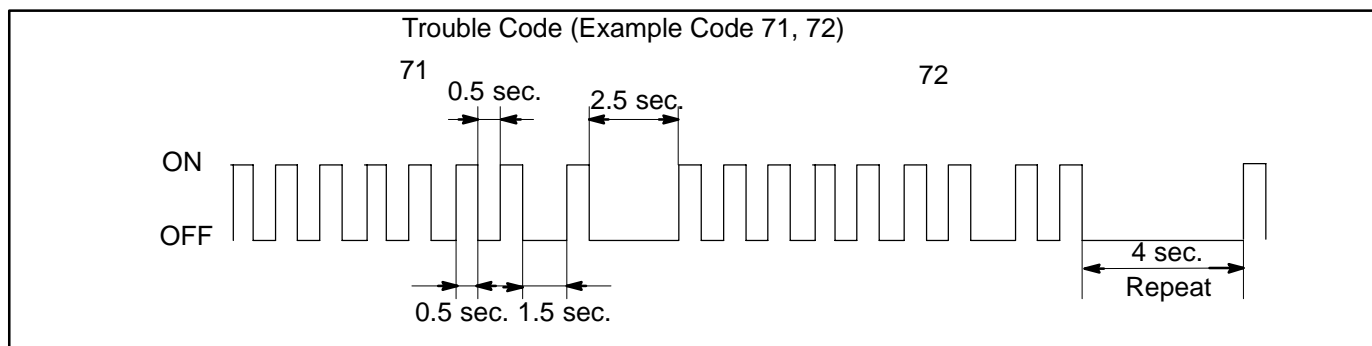 Trouble Code (Example Code 71, 72)
71
72
0.5 sec.
2.5 sec.
ON
OFF
4 sec.
Repeat
0.5 sec.
1.5 sec.